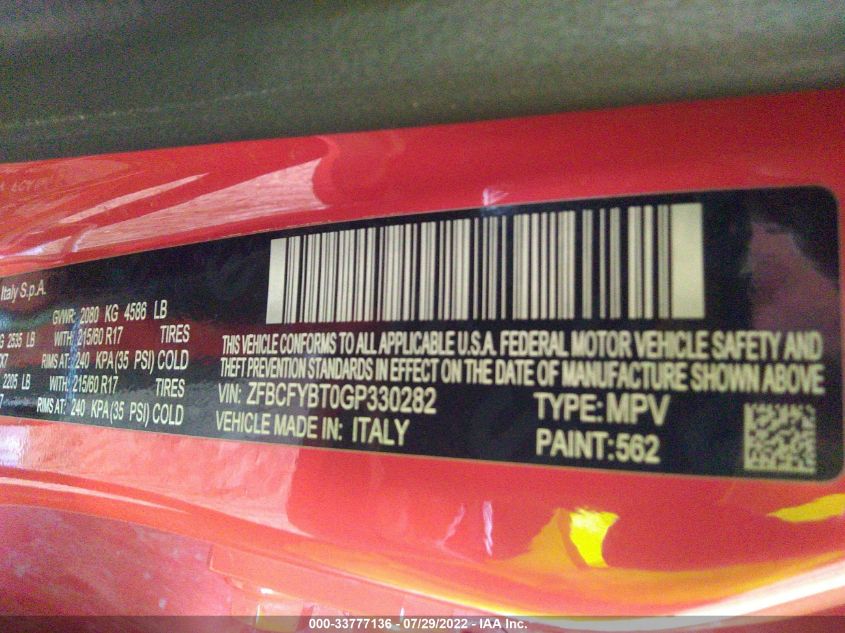 Italy S.p.A.
GVWR: 2080 KG 4586 LB
G 2535 LB WITH: 215/60 R17 TIRES
RIMS AT: 240 KPA(35 PSI) COLD
2205 LB WITH: 215/60 R17 TIRES
RIMS AT: 240 KPA(35 PSI) COLD
THIS VEHICLE CONFORMS TO ALL APPLICABLE U.S.A. FEDERAL MOTOR VEHICLE SAFETY AND
THEFT PREVENTION STANDARDS IN EFFECT ON THE DATE OF MANUFACTURE SHOWN ABOVE
VIN: ZFBCFYBT0GP330282 TYPE: MPV
VEHICLE MADE IN: ITALY PAINT:562
000-33777136 - 07/29/2022 - IAA Inc.